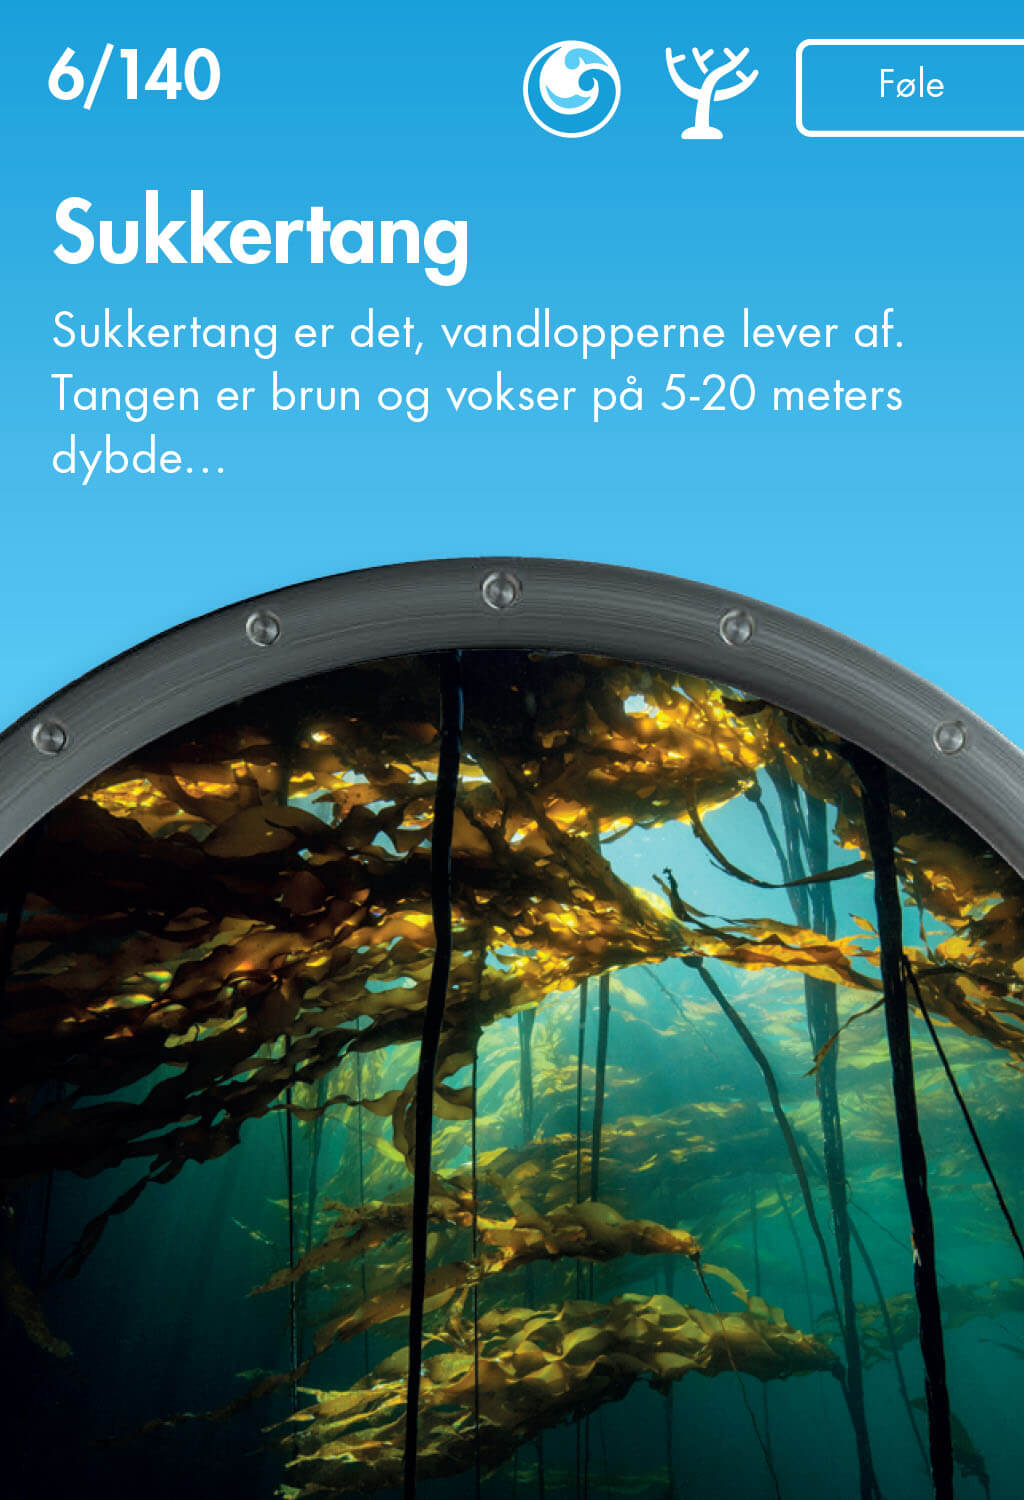 6/140
Føle
Sukkertang
Sukkertang er det, vandlopperne lever af.
Tangen er brun og vokser på 5-20 meters
dybde...